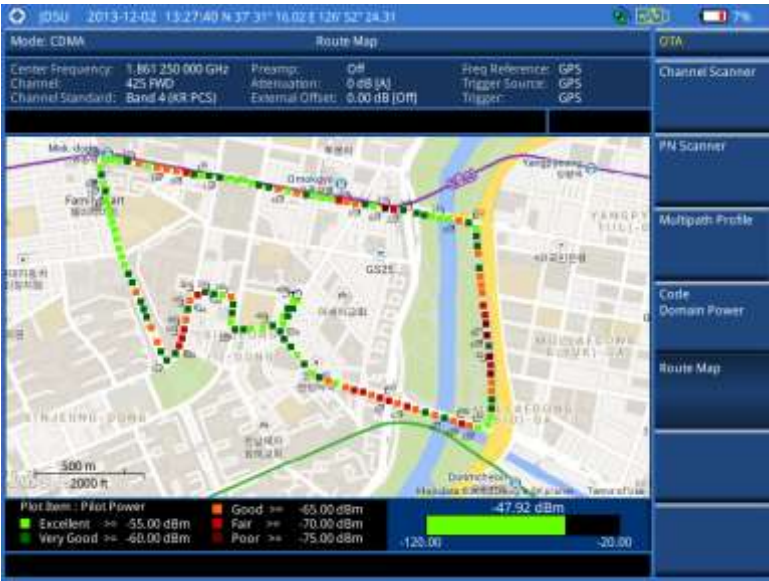 JDSU 2013-12-02 13:27:40 N 37° 31" 16.02 E 126° 52" 24.31 7%
Mode: CDMA
Route Map
OTA
Center Frequency: 1.861 250 000 GHz
Channel: 425 FWD
Channel Standard: Band 4 (KR PCS)
Preamp: Off
Attenuation: 0 dB [A]
External Offset: 0.00 dB [Off]
Freq Reference: GPS
Trigger Source: GPS
Trigger: GPS
Channel Scanner
PN Scanner
Multipath Profile
Code
Domain Power
Route Map
Mok-dong
Omokgyo
GS25
500 m
2000 ft
Plot Item : Pilot Power
Excellent >= -55.00 dBm
Very Good >= -60.00 dBm
Good >= -65.00 dBm
Fair >= -70.00 dBm
Poor >= -75.00 dBm
-47.92 dBm
-120.00
-20.00